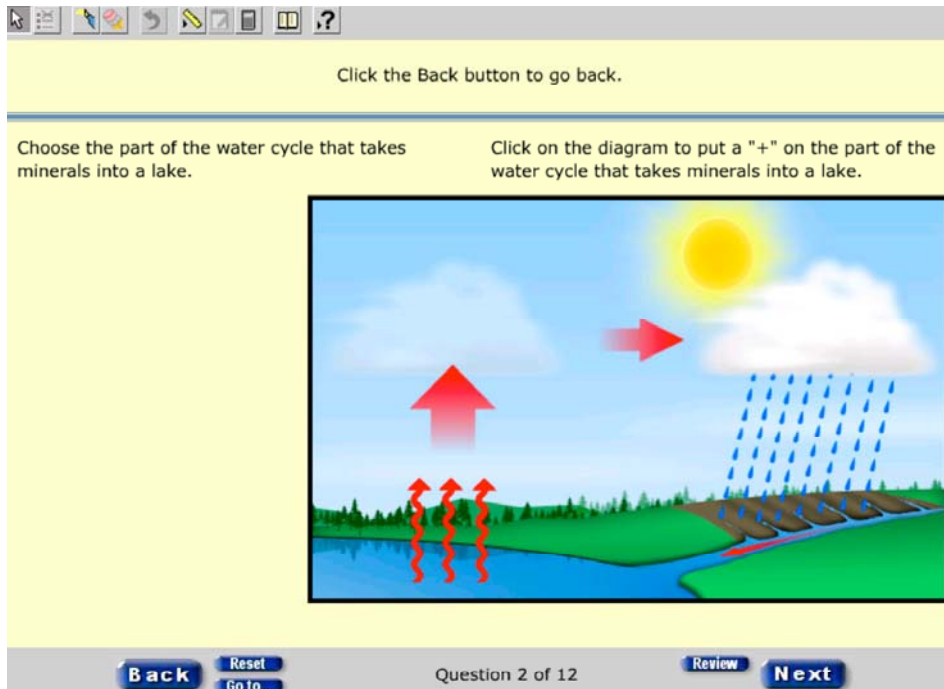 Click the Back button to go back.
Choose the part of the water cycle that takes
minerals into a lake.
Click on the diagram to put a "+" on the part of the
water cycle that takes minerals into a lake.
Back
Reset
Go to
Question 2 of 12
Review
Next